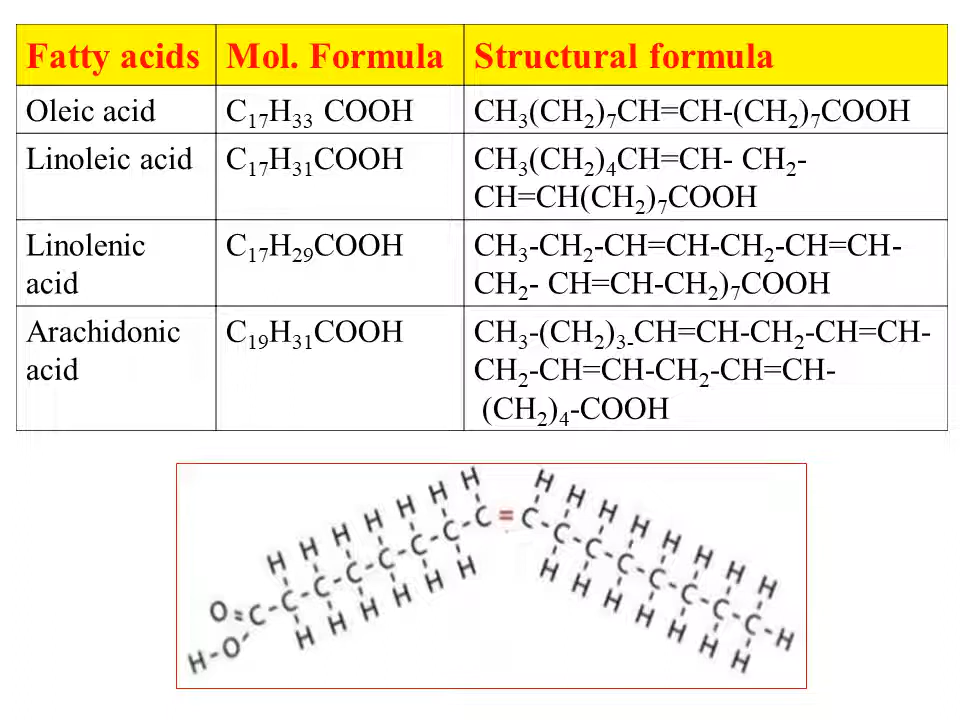 Fatty acids Mol. Formula Structural formula
Oleic acid C₁₇H₃₃ COOH CH₃(CH₂)₇CH=CH-(CH₂)₇COOH
Linoleic acid C₁₇H₃₁COOH CH₃(CH₂)₄CH=CH- CH₂-
CH=CH(CH₂)₇COOH
Linolenic C₁₇H₂₉COOH CH₃-CH₂-CH=CH-CH₂-CH=CH-
acid CH₂- CH=CH-CH₂)₇COOH
Arachidonic C₁₉H₃₁COOH CH₃-(CH₂)₃-CH=CH-CH₂-CH=CH-
acid CH₂-CH=CH-CH₂-CH=CH-
(CH₂)₄-COOH
H H H H H H H H H H H H H H H
O=C-C-C-C-C-C-C-C=C-C-C-C-C-C-C-C-H
H-O H H H H H H H H H H H H H